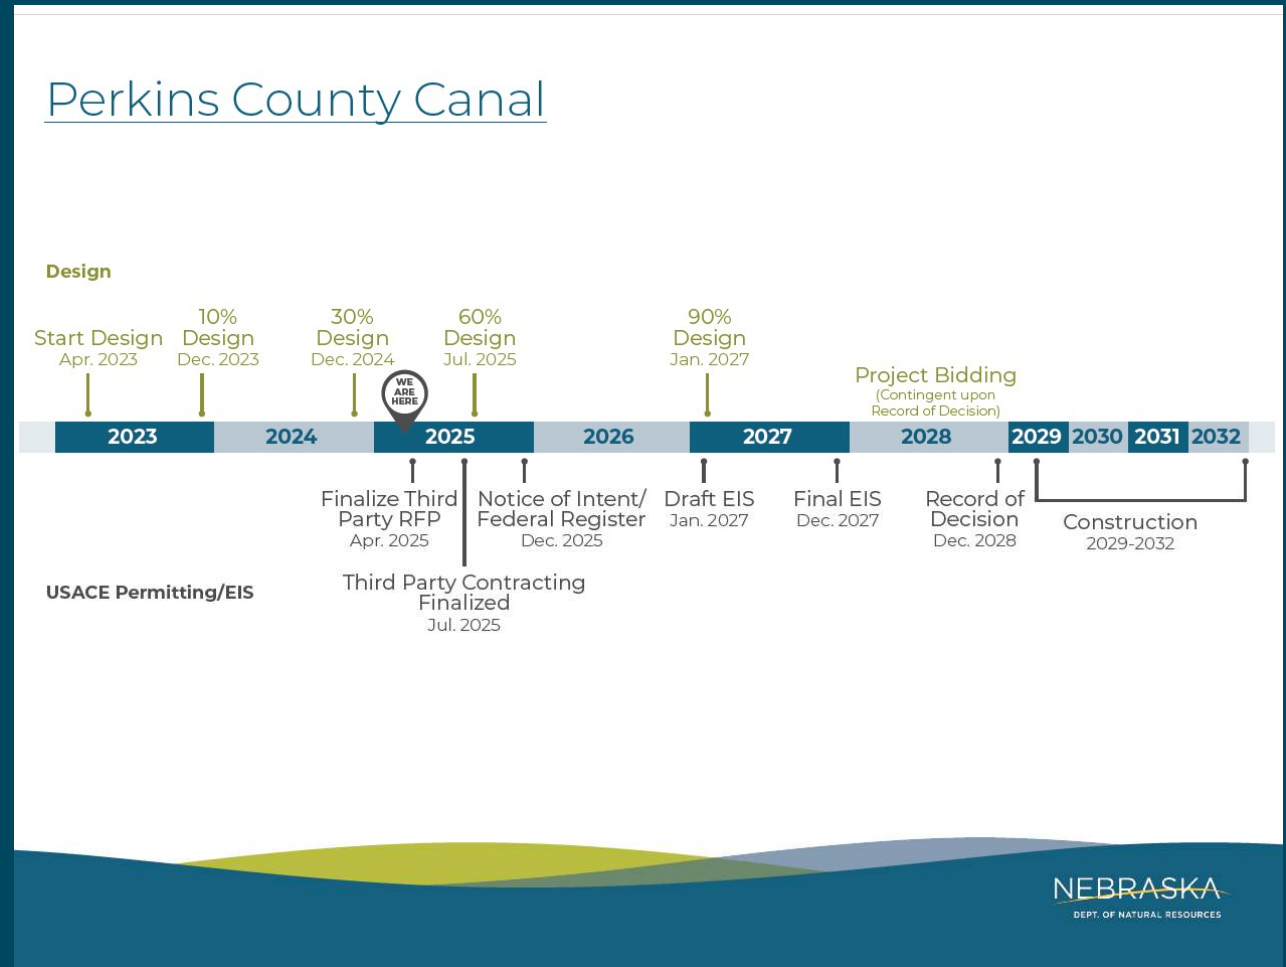 Perkins County Canal
Design
Start Design
Apr. 2023
10%
Design
Dec. 2023
30%
Design
Dec. 2024
60%
Design
Jul. 2025
90%
Design
Jan. 2027
Project Bidding
(Contingent upon
Record of Decision)
WE
ARE
HERE
2023 2024 2025 2026 2027 2028 2029 2030 2031 2032
Finalize Third
Party RFP
Apr. 2025
Notice of Intent/
Federal Register
Dec. 2025
Draft EIS
Jan. 2027
Final EIS
Dec. 2027
Record of
Decision
Dec. 2028
Construction
2029-2032
Third Party Contracting
Finalized
Jul. 2025
USACE Permitting/EIS
NEBRASKA
DEPT. OF NATURAL RESOURCES